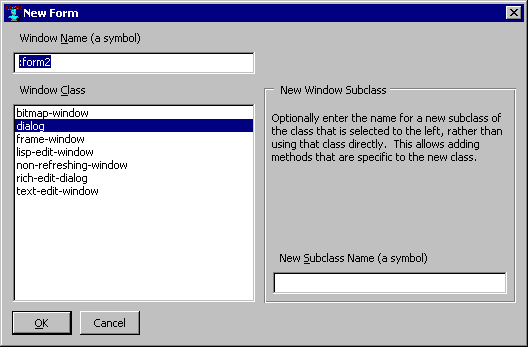 New Form
Window Name (a symbol)
:form2
Window Class
bitmap-window
dialog
frame-window
lisp-edit-window
non-refreshing-window
rich-edit-dialog
text-edit-window
New Window Subclass
Optionally enter the name for a new subclass of
the class that is selected to the left, rather than
using that class directly.  This allows adding
methods that are specific to the new class.
New Subclass Name (a symbol)
OK
Cancel